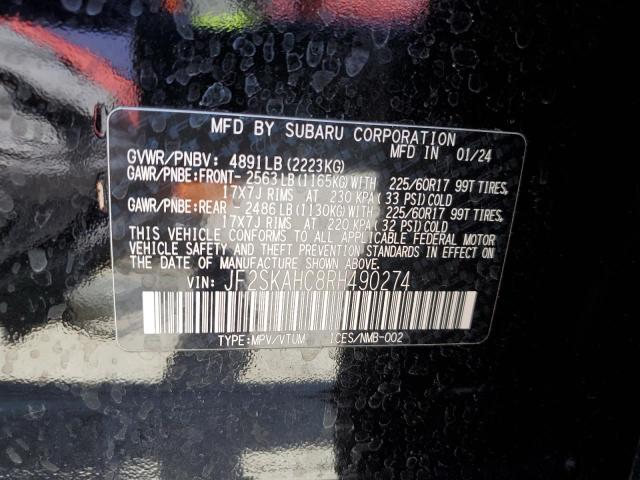 MFD BY SUBARU CORPORATION
MFD IN 01/24
GVWR/PNBV: 4891LB(2223KG)
GAWR/PNBE:FRONT- 2563LB(1165KG)WITH 225/60R17 99T TIRES,
17X7J RIMS AT 230 KPA(33 PSI)COLD
GAWR/PNBE:REAR - 2486LB(1130KG)WITH 225/60R17 99T TIRES,
17X7J RIMS AT 220 KPA(32 PSI)COLD
THIS VEHICLE CONFORMS TO ALL APPLICABLE FEDERAL MOTOR
VEHICLE SAFETY AND THEFT PREVENTION STANDARDS IN EFFECT ON
THE DATE OF MANUFACTURE SHOWN ABOVE.
VIN: JF2SKAHC8RH490274
TYPE:MPV/VTUM ICES/NMB-002